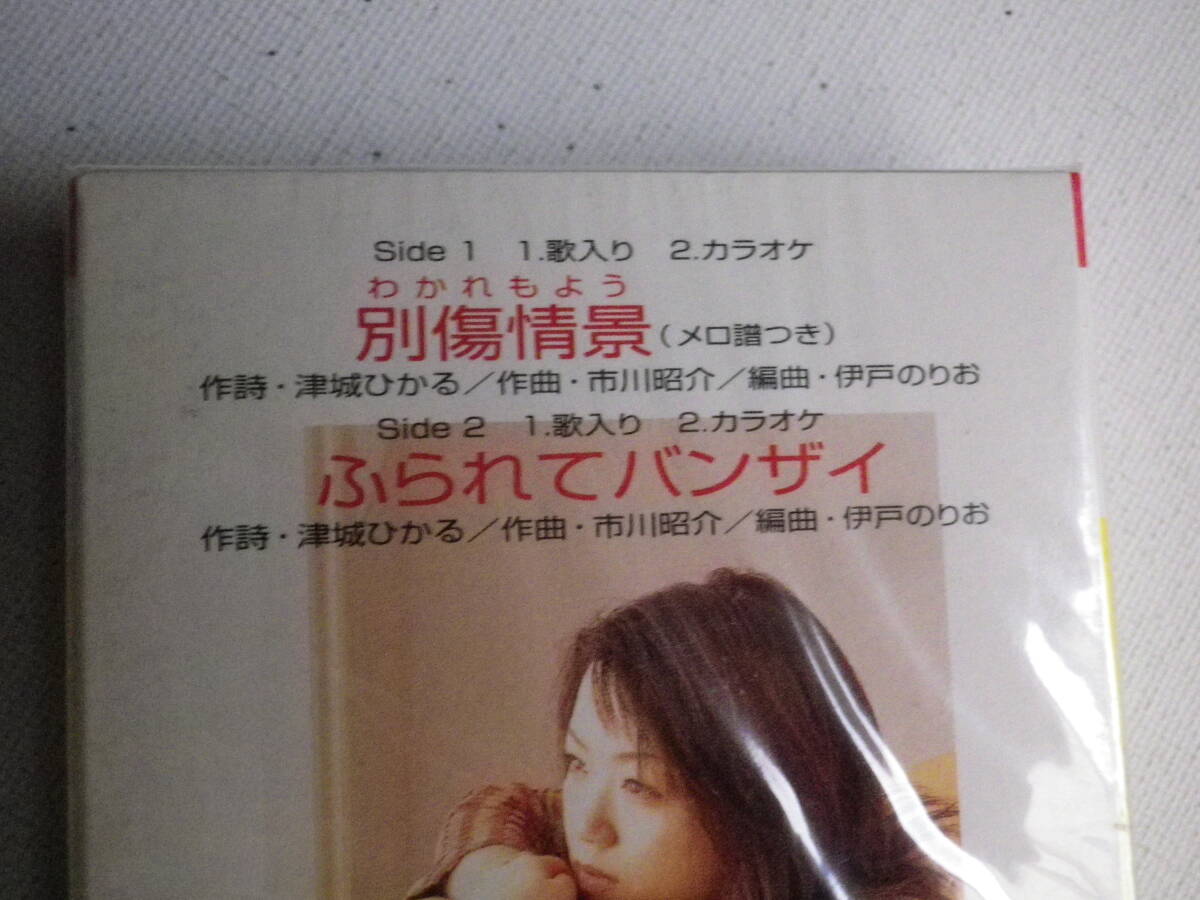 Side 1　1.歌入り　2.カラオケ
わかれもよう
別傷情景（メロ譜つき）
作詩・津城ひかる／作曲・市川昭介／編曲・伊戸のりお
Side 2　1.歌入り　2.カラオケ
ふられてバンザイ
作詩・津城ひかる／作曲・市川昭介／編曲・伊戸のりお